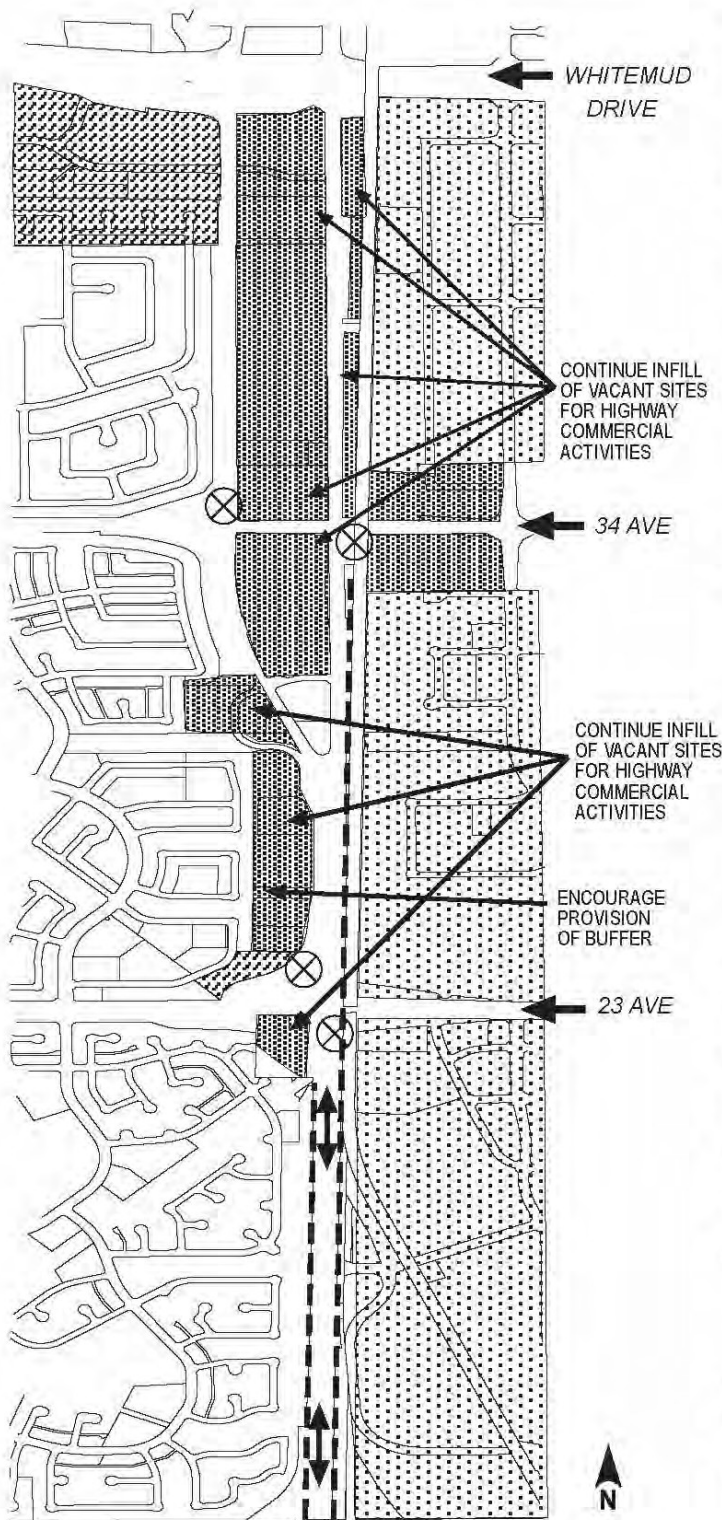 WHITEMUD
DRIVE
CONTINUE INFILL
OF VACANT SITES
FOR HIGHWAY
COMMERCIAL
ACTIVITIES
34 AVE
CONTINUE INFILL
OF VACANT SITES
FOR HIGHWAY
COMMERCIAL
ACTIVITIES
ENCOURAGE
PROVISION
OF BUFFER
23 AVE
N